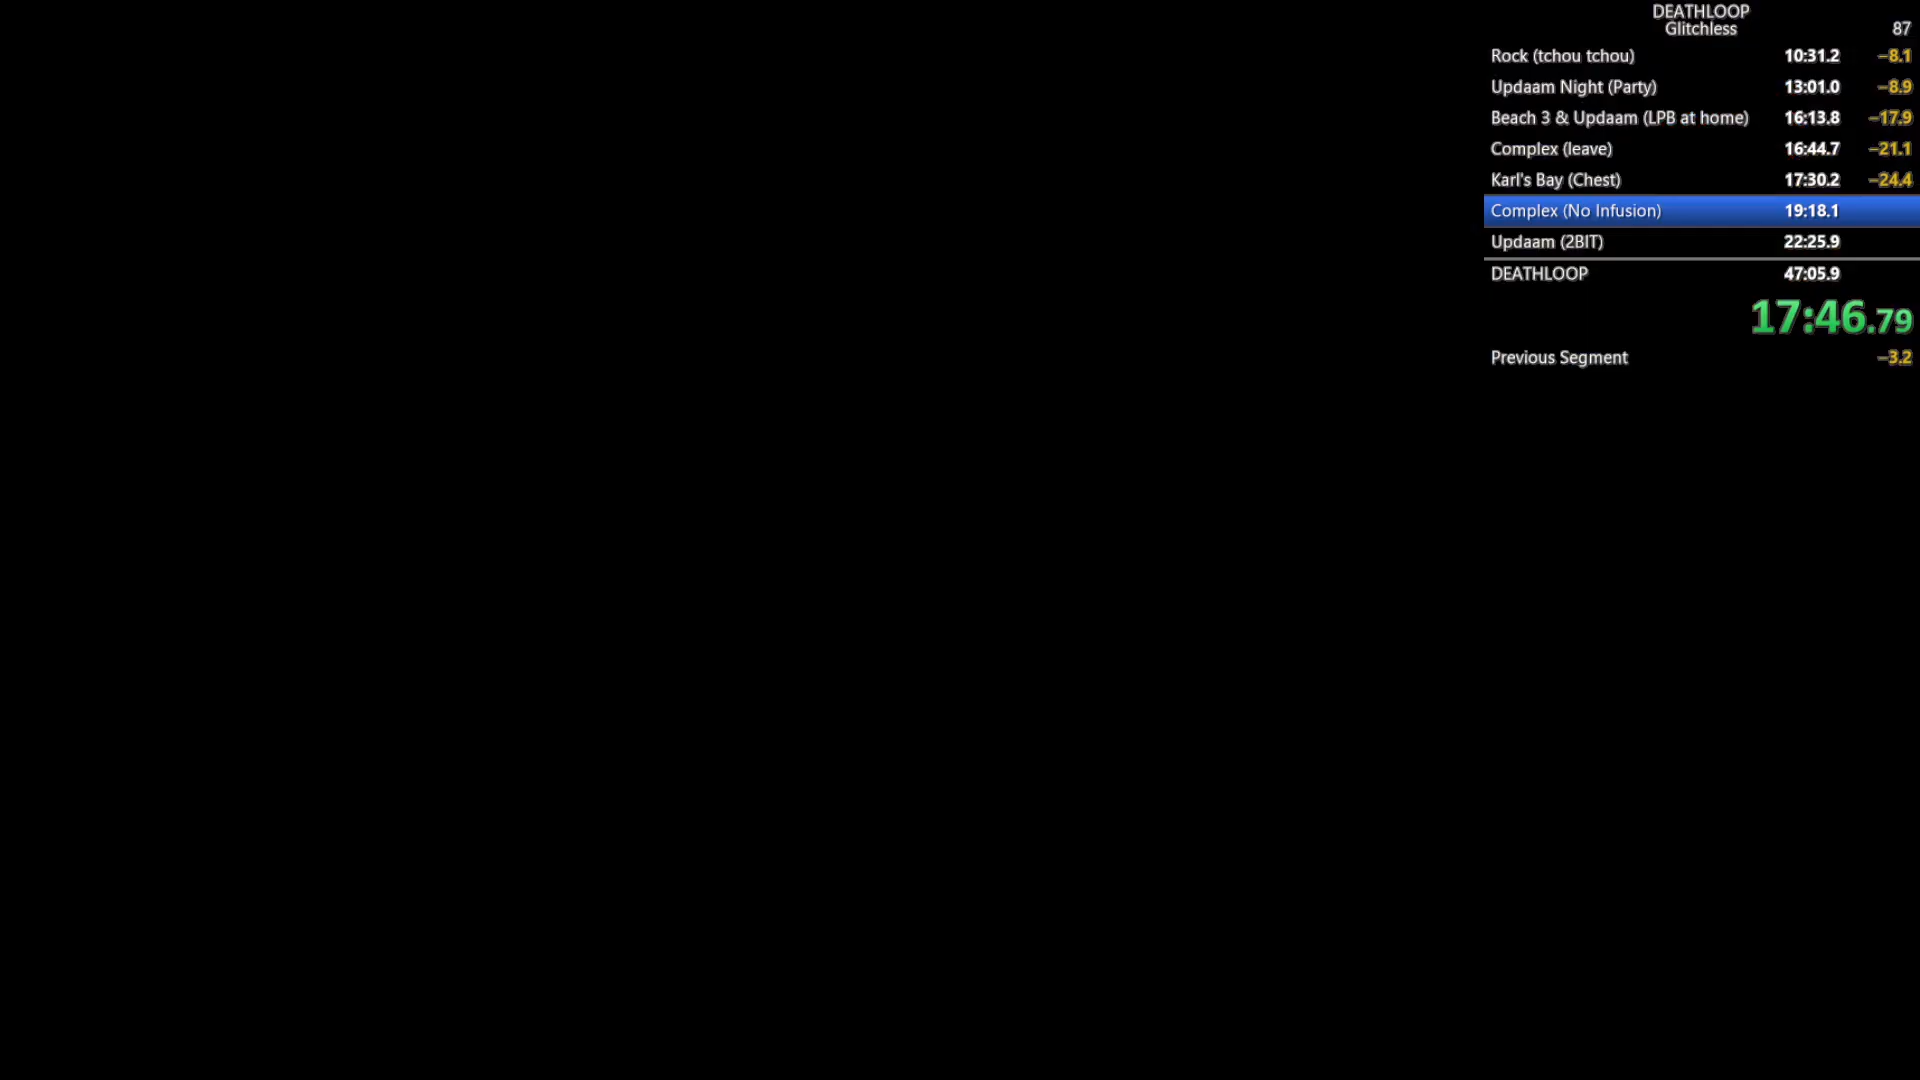 DEATHLOOP
Glitchless 87
Rock (tchou tchou) 10:31.2 −8.1
Updaam Night (Party) 13:01.0 −8.9
Beach 3 & Updaam (LPB at home) 16:13.8 −17.9
Complex (leave) 16:44.7 −21.1
Karl's Bay (Chest) 17:30.2 −24.4
Complex (No Infusion) 19:18.1
Updaam (2BIT) 22:25.9
DEATHLOOP 47:05.9
17:46.79
Previous Segment −3.2